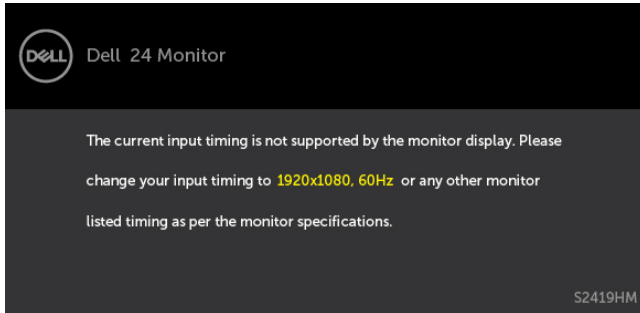 DELL
Dell 24 Monitor
The current input timing is not supported by the monitor display. Please
change your input timing to 1920x1080, 60Hz or any other monitor
listed timing as per the monitor specifications.
S2419HM